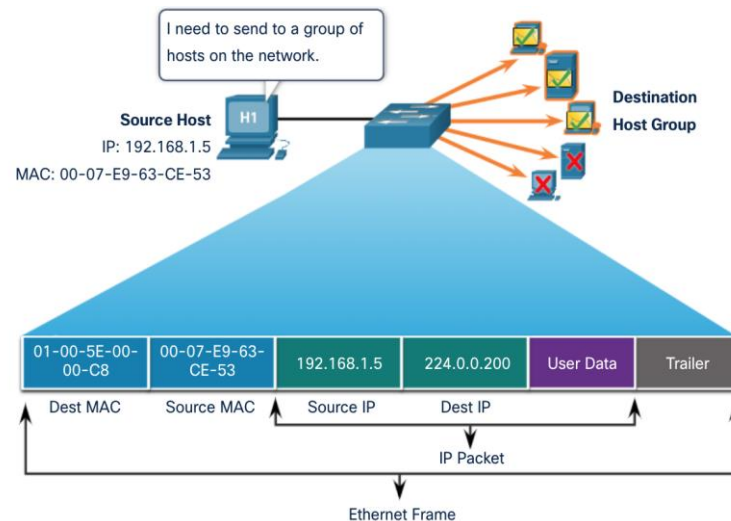 I need to send to a group of
hosts on the network.
H1
Source Host
IP: 192.168.1.5
MAC: 00-07-E9-63-CE-53
Destination
Host Group
01-00-5E-00-
00-C8
00-07-E9-63-
CE-53
192.168.1.5
224.0.0.200
User Data
Trailer
Dest MAC
Source MAC
Source IP
Dest IP
IP Packet
Ethernet Frame